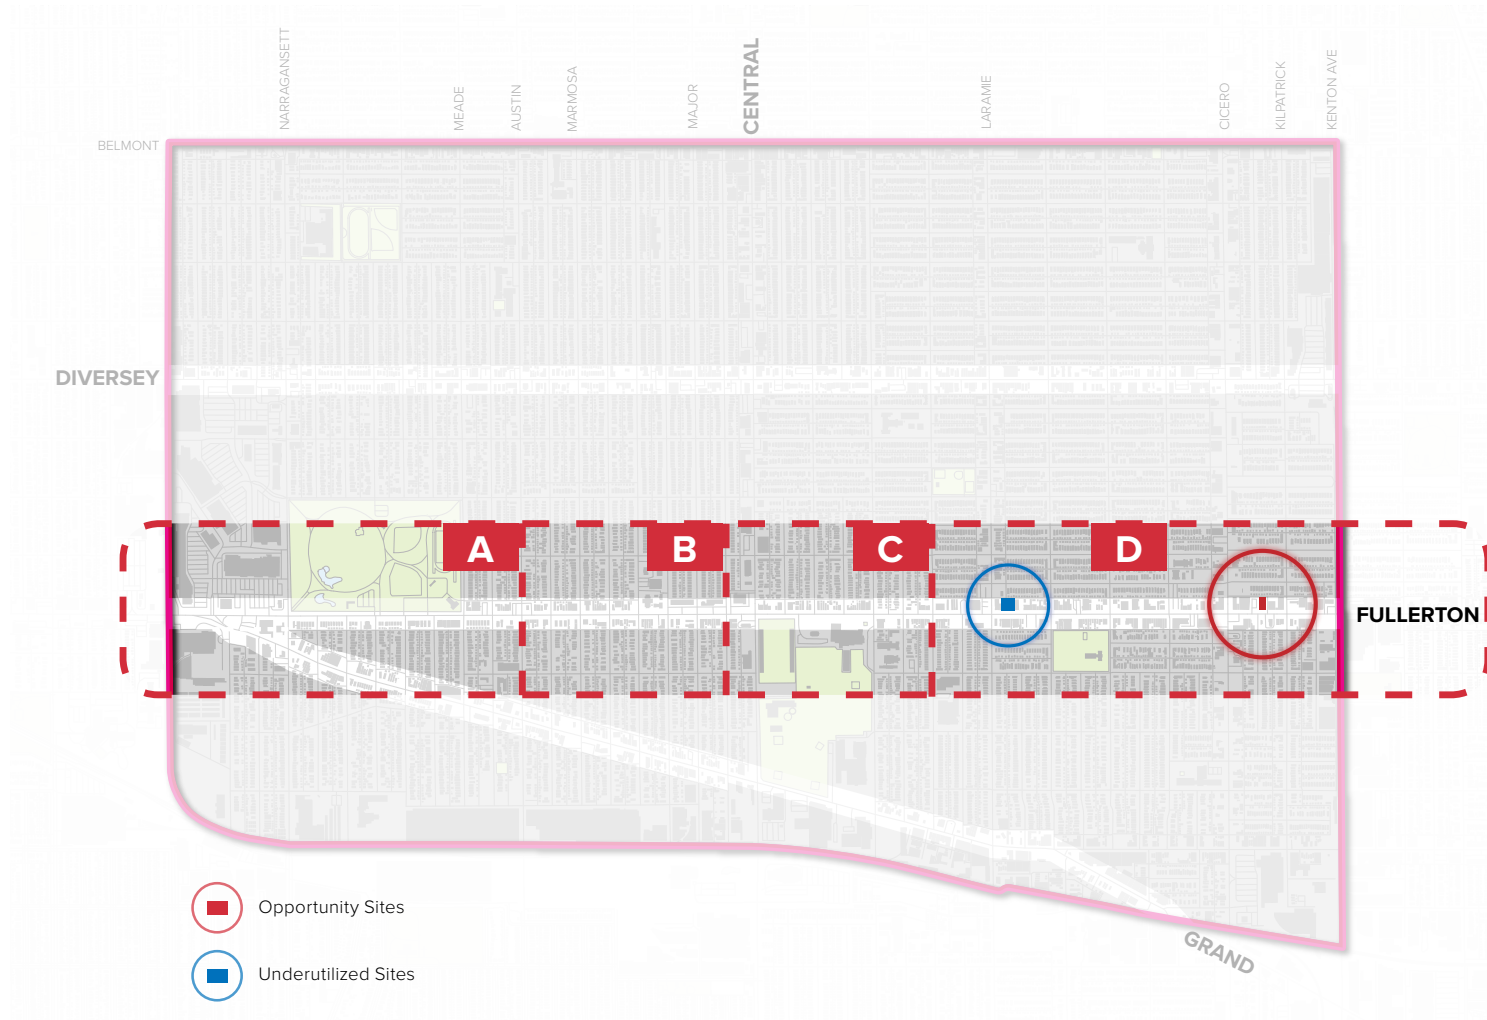 NARRAGANSETT
MEADE
AUSTIN
MARMOSA
MAJOR
CENTRAL
LARAMIE
CICERO
KILPATRICK
KENTON AVE
BELMONT
DIVERSEY
A
B
C
D
FULLERTON
Opportunity Sites
Underutilized Sites
GRAND